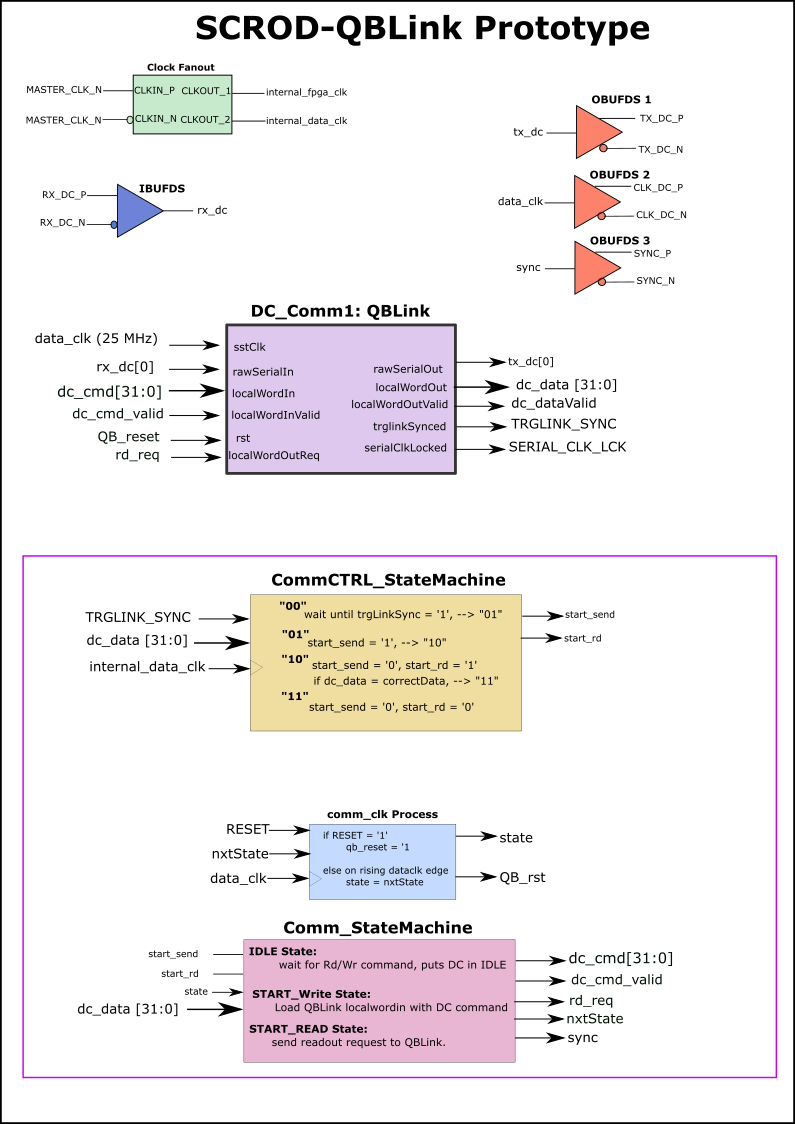 SCROD-QBLink Prototype
Clock Fanout
MASTER_CLK_N
CLKIN_P
CLKOUT_1
internal_fpga_clk
MASTER_CLK_N
CLKIN_N
CLKOUT_2
internal_data_clk
OBUFDS 1
tx_dc
TX_DC_P
TX_DC_N
IBUFDS
RX_DC_P
RX_DC_N
rx_dc
OBUFDS 2
data_clk
CLK_DC_P
CLK_DC_N
OBUFDS 3
sync
SYNC_P
SYNC_N
DC_Comm1: QBLink
data_clk (25 MHz)
rx_dc[0]
dc_cmd[31:0]
dc_cmd_valid
QB_reset
rd_req
sstClk
rawSerialIn
localWordIn
localWordInValid
rst
localWordOutReq
rawSerialOut
localWordOut
localWordOutValid
trglinkSynced
serialClkLocked
tx_dc[0]
dc_data [31:0]
dc_dataValid
TRGLINK_SYNC
SERIAL_CLK_LCK
CommCTRL_StateMachine
TRGLINK_SYNC
dc_data [31:0]
internal_data_clk
"00"
wait until trgLinkSync = '1', --> "01"
"01"
start_send = '1', --> "10"
"10"
start_send = '0', start_rd = '1'
if dc_data = correctData, --> "11"
"11"
start_send = '0', start_rd = '0'
start_send
start_rd
comm_clk Process
RESET
nxtState
data_clk
if RESET = '1'
qb_reset = '1
else on rising dataclk edge
state = nxtState
state
QB_rst
Comm_StateMachine
start_send
start_rd
state
dc_data [31:0]
IDLE State:
wait for Rd/Wr command, puts DC in IDLE
START_Write State:
Load QBLink localwordin with DC command
START_READ State:
send readout request to QBLink.
dc_cmd[31:0]
dc_cmd_valid
rd_req
nxtState
sync